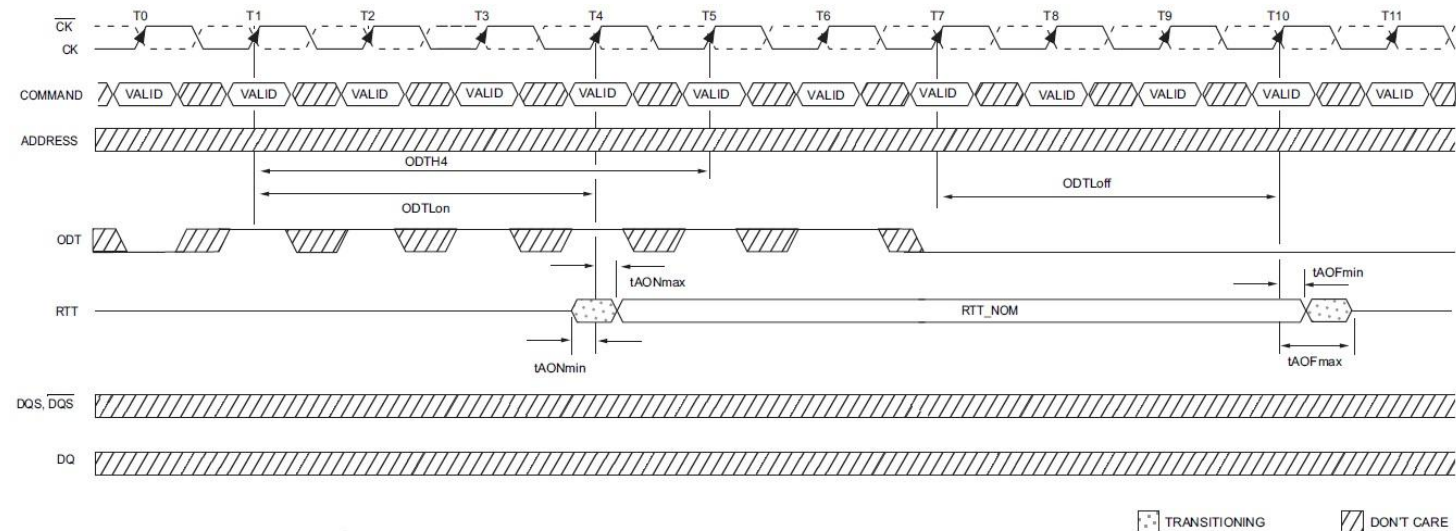 T0 T1 T2 T3 T4 T5 T6 T7 T8 T9 T10 T11
CK
CK
COMMAND VALID VALID VALID VALID VALID VALID VALID VALID VALID VALID VALID VALID
ADDRESS
ODTH4
ODTLoff
ODTLon
ODT
tAONmax
tAOFmin
RTT RTT_NOM
tAONmin
tAOFmax
DQS, DQS
DQ
TRANSITIONING DON'T CARE